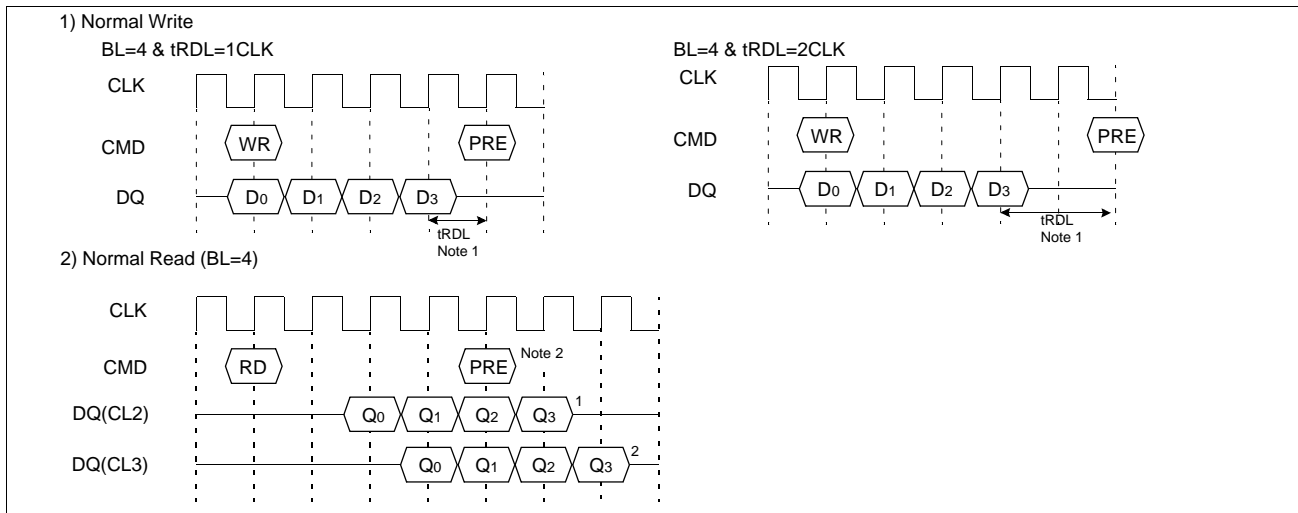 1) Normal Write
BL=4 & tRDL=1CLK
CLK
CMD
WR
PRE
DQ
D0
D1
D2
D3
tRDL
Note 1
BL=4 & tRDL=2CLK
CLK
CMD
WR
PRE
DQ
D0
D1
D2
D3
tRDL
Note 1
2) Normal Read (BL=4)
CLK
CMD
RD
PRE
Note 2
DQ(CL2)
Q0
Q1
Q2
Q3
1
DQ(CL3)
Q0
Q1
Q2
Q3
2